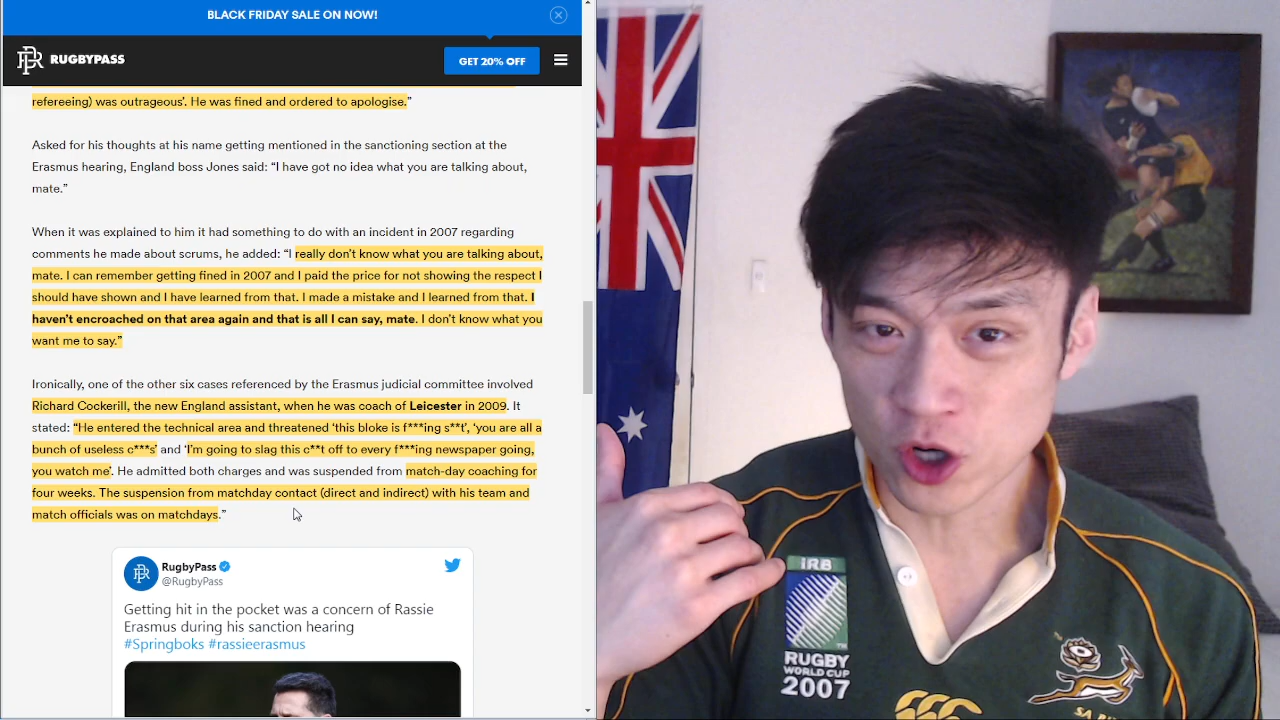 BLACK FRIDAY SALE ON NOW!
RUGBYPASS
GET 20% OFF
refereeing) was outrageous’. He was fined and ordered to apologise.”
Asked for his thoughts at his name getting mentioned in the sanctioning section at the
Erasmus hearing, England boss Jones said: “I have got no idea what you are talking about,
mate.”
When it was explained to him it had something to do with an incident in 2007 regarding
comments he made about scrums, he added: “I really don’t know what you are talking about,
mate. I can remember getting fined in 2007 and I paid the price for not showing the respect I
should have shown and I have learned from that. I made a mistake and I learned from that. I
haven’t encroached on that area again and that is all I can say, mate. I don’t know what you
want me to say.”
Ironically, one of the other six cases referenced by the Erasmus judicial committee involved
Richard Cockerill, the new England assistant, when he was coach of Leicester in 2009. It
stated: “He entered the technical area and threatened ‘this bloke is f***ing s**t’, ‘you are all a
bunch of useless c***s’ and ‘I’m going to slag this c**t off to every f***ing newspaper going,
you watch me’. He admitted both charges and was suspended from match-day coaching for
four weeks. The suspension from matchday contact (direct and indirect) with his team and
match officials was on matchdays.”
RugbyPass
@RugbyPass
Getting hit in the pocket was a concern of Rassie
Erasmus during his sanction hearing
#Springboks #rassieerasmus
IRB
RUGBY
WORLD CUP
2007